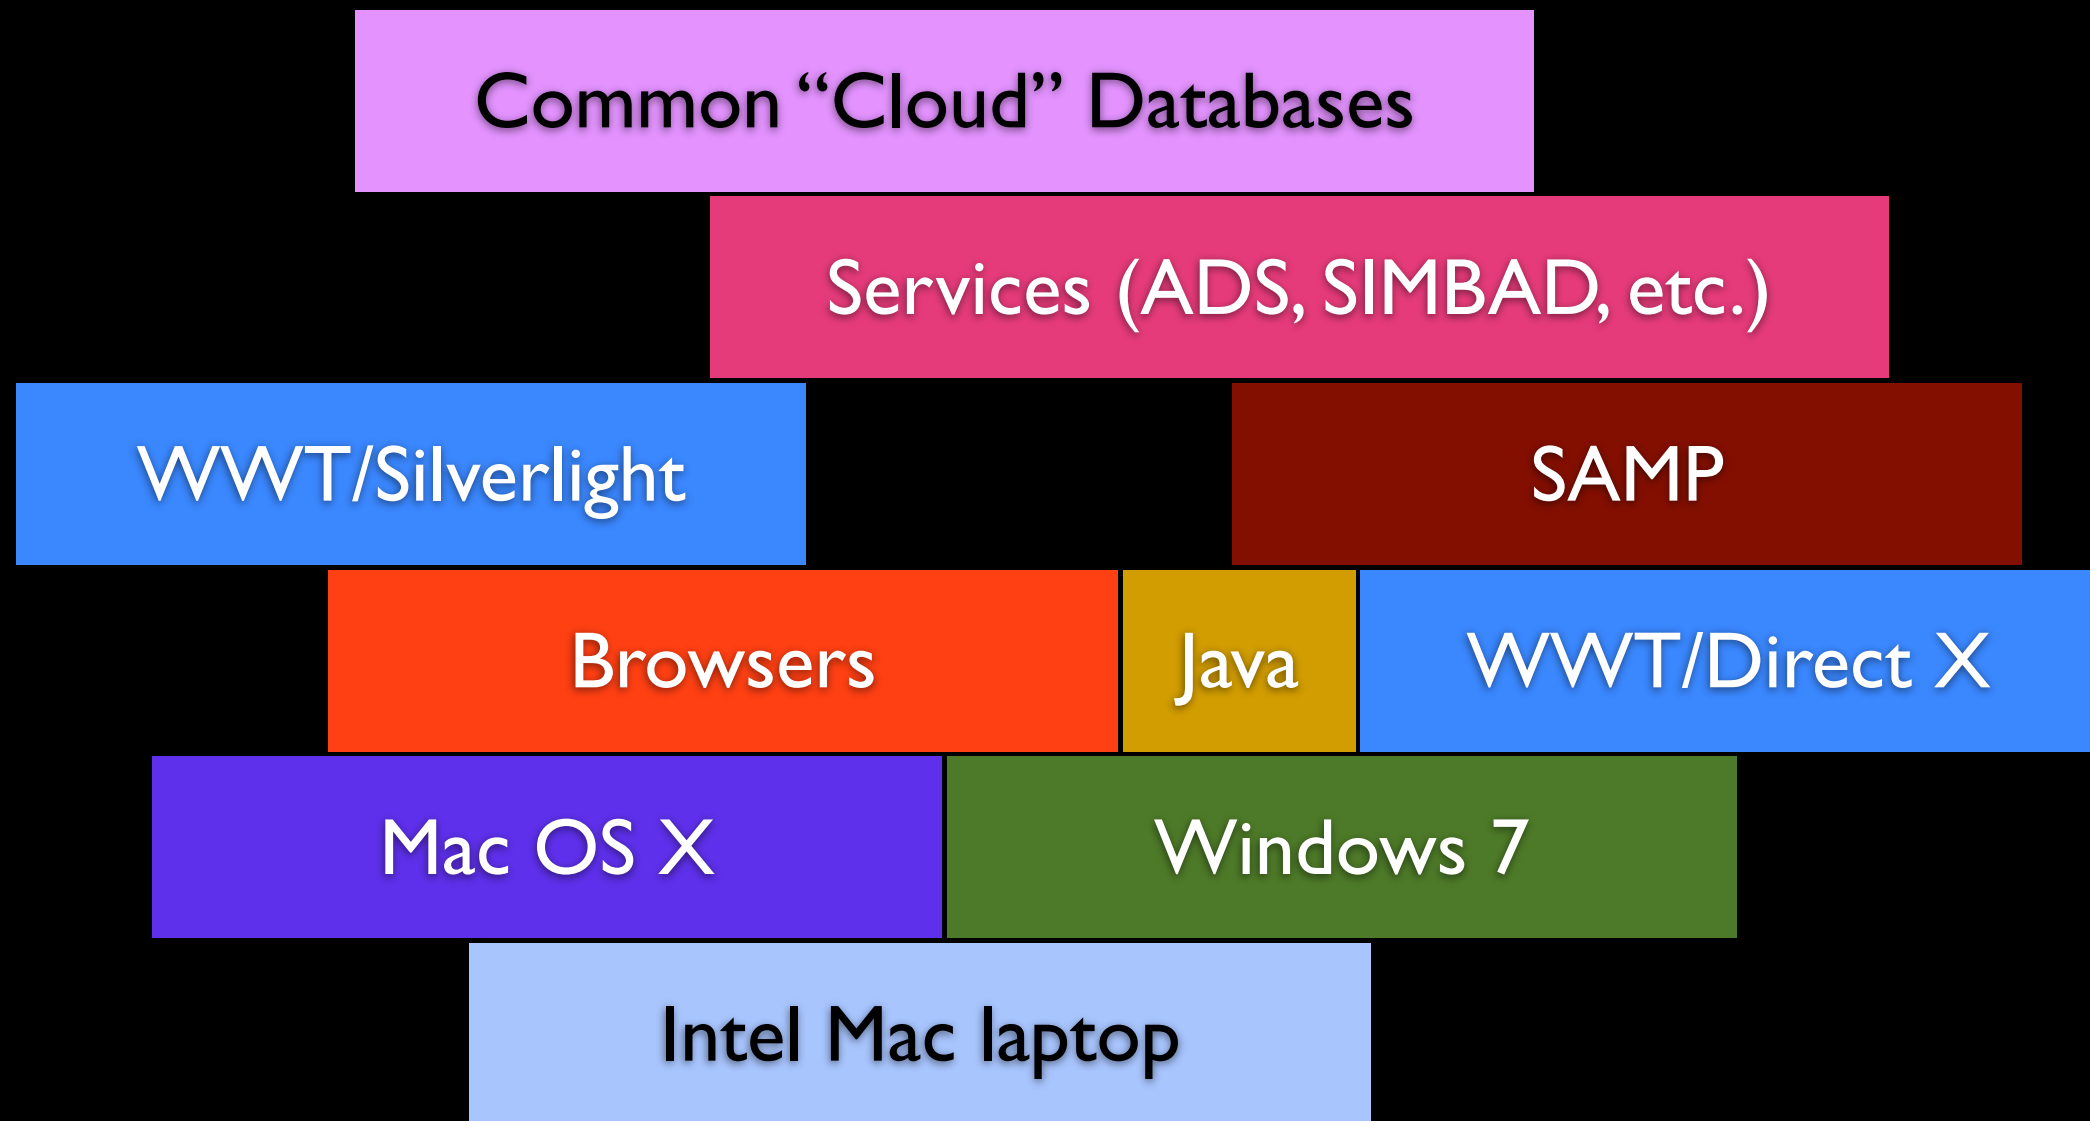 Common “Cloud” Databases
Services (ADS, SIMBAD, etc.)
WWT/Silverlight
SAMP
Browsers
Java
WWT/Direct X
Mac OS X
Windows 7
Intel Mac laptop